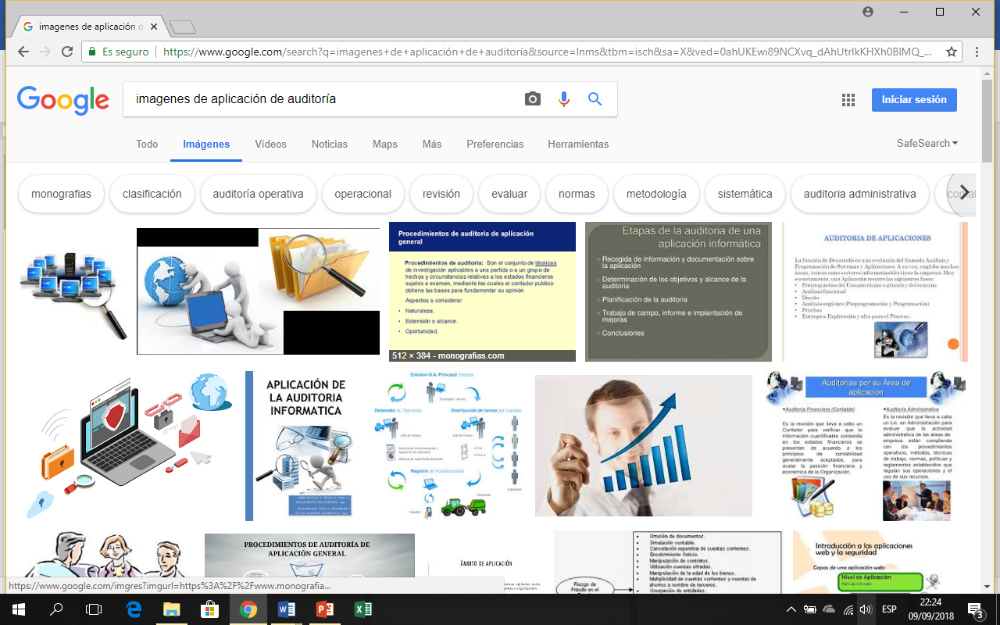 imagenes de aplicación d
Es seguro
https://www.google.com/search?q=imagenes+de+aplicación+de+auditoría&source=lnms&tbm=isch&sa=X&ved=0ahUKEwi89NCXvq_dAhUtrIkKHXh0BIMQ_...
Google
imagenes de aplicación de auditoría
Iniciar sesión
Todo
Imágenes
Vídeos
Noticias
Maps
Más
Preferencias
Herramientas
SafeSearch
monografias
clasificación
auditoría operativa
operacional
revisión
evaluar
normas
metodología
sistemática
auditoria administrativa
Procedimientos de auditoria de aplicación
general
Procedimientos de auditoria: Son el conjunto de técnicas
de investigación aplicables a una partida o a un grupo de
hechos y circunstancias relativas a los estados financieros
sujetos a examen, mediante los cuales el contador público
obtiene las bases para fundamentar su opinión.
Aspectos a considerar:
• Naturaleza.
• Extensión o alcance.
• Oportunidad.
512 × 384 - monografias.com
Etapas de la auditoria de una
aplicación informática
Recogida de información y documentación sobre
la aplicación
Determinación de los objetivos y alcance de la
auditoria
Planificación de la auditoria
Trabajo de campo, informe e implantación de
mejoras
Conclusiones
AUDITORIA DE APLICACIONES
La función de Desarrollo es una evolución del llamado Análisis y
Programación de Sistemas y Aplicaciones. A su vez, engloba muchas
áreas, tantas como sectores informatizables tiene la empresa. Muy
escuetamente, una Aplicación recorre las siguientes fases:
• Prerrequisitos del Usuario (único o plural) y del entorno
• Análisis funcional
• Diseño
• Análisis orgánico (Preprogramación y Programación)
• Pruebas
• Entrega a Explotación y alta para el Proceso.
APLICACIÓN DE
LA AUDITORIA
INFORMATICA
Emisión O.A. Principal
Ordenado vs. Ejecutado
Distribución de tareas por Capataz
Registro de Pulverizaciones
Auditorías por su Área de
aplicación
•Auditoría Financiera (Contable)
Es la revisión que lleva a cabo un
Contador para verificar que la
información cuantificable contenida
en los estados financieros se
presentan de acuerdo a los
principios de contabilidad
generalmente aceptados, para
avalar la posición financiera y
económica de la Organización.
•Auditoría Administrativa
Es la revisión que lleva a cabo
un Lic. en Administración para
evaluar que la actividad
administrativa de las áreas de
empresa están cumpliendo
con los procedimientos
operativos, métodos, técnicas
de trabajo, normas, políticas y
reglamentos establecidos que
regulan sus operaciones y el
uso de sus recursos.
PROCEDIMIENTOS DE AUDITORÍA DE
APLICACIÓN GENERAL
ÁMBITO DE APLICACIÓN
Riesgo de
Fraude en el
• Omisión de documentos.
• Simulación contable.
• Cancelación repentina de cuentas corrientes.
• Encubrimiento ficticio.
• Manipulación de contratos.
• Utilización cuentas cifradas.
• Manipulación de la edad de los bienes.
• Multiplicidad de cuentas corrientes y cuentas de
ahorros a nombre de terceros.
• Usurpación de entidades.
Introducción a las aplicaciones
web y la seguridad
Capas de una aplicación web:
Nivel de Aplicación
Aplicación web
https://www.google.com/imgres?imgurl=https%3A%2F%2Fwww.monografia...
ESP
22:24
09/09/2018
3